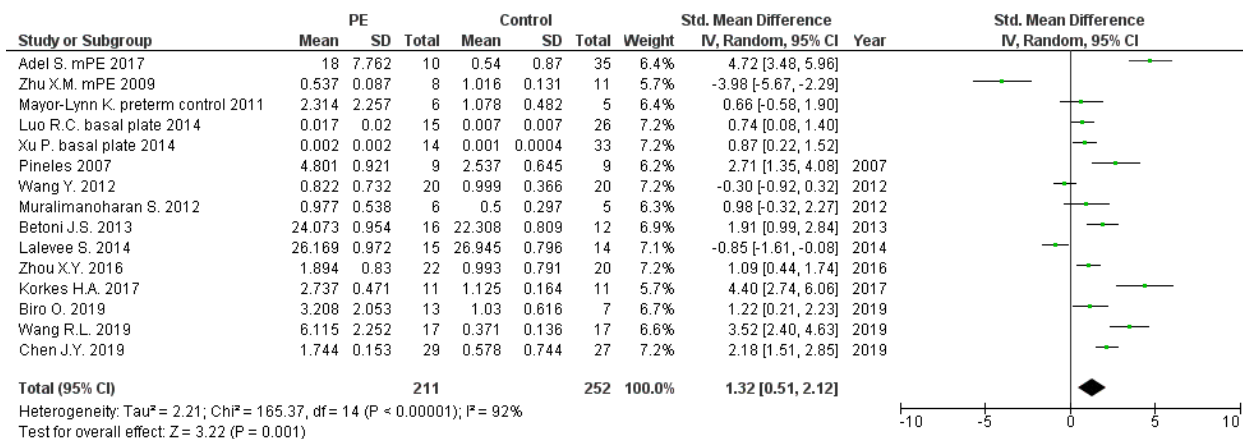 PE Control Std. Mean Difference Std. Mean Difference
Study or Subgroup Mean SD Total Mean SD Total Weight IV, Random, 95% CI Year IV, Random, 95% CI
Adel S. mPE 2017 18 7.762 10 0.54 0.87 35 6.4% 4.72 [3.48, 5.96]
Zhu X.M. mPE 2009 0.537 0.087 8 1.016 0.131 11 5.7% -3.98 [-5.67, -2.29]
Mayor-Lynn K. preterm control 2011 2.314 2.257 6 1.078 0.482 5 6.4% 0.66 [-0.58, 1.90]
Luo R.C. basal plate 2014 0.017 0.02 15 0.007 0.007 26 7.2% 0.74 [0.08, 1.40]
Xu P. basal plate 2014 0.002 0.002 14 0.001 0.0004 33 7.2% 0.87 [0.22, 1.52]
Pineles 2007 4.801 0.921 9 2.537 0.645 9 6.2% 2.71 [1.35, 4.08] 2007
Wang Y. 2012 0.822 0.732 20 0.999 0.366 20 7.2% -0.30 [-0.92, 0.32] 2012
Muralimanoharan S. 2012 0.977 0.538 6 0.5 0.297 5 6.3% 0.98 [-0.32, 2.27] 2012
Betoni J.S. 2013 24.073 0.954 16 22.308 0.809 12 6.9% 1.91 [0.99, 2.84] 2013
Lalevee S. 2014 26.169 0.972 15 26.945 0.796 14 7.1% -0.85 [-1.61, -0.08] 2014
Zhou X.Y. 2016 1.894 0.83 22 0.993 0.791 20 7.2% 1.09 [0.44, 1.74] 2016
Korkes H.A. 2017 2.737 0.471 11 1.125 0.164 11 5.7% 4.40 [2.74, 6.06] 2017
Biro O. 2019 3.208 2.053 13 1.03 0.616 7 6.7% 1.22 [0.21, 2.23] 2019
Wang R.L. 2019 6.115 2.252 17 0.371 0.136 17 6.6% 3.52 [2.40, 4.63] 2019
Chen J.Y. 2019 1.744 0.153 29 0.578 0.744 27 7.2% 2.18 [1.51, 2.85] 2019
Total (95% CI) 211 252 100.0% 1.32 [0.51, 2.12]
Heterogeneity: Tau² = 2.21; Chi² = 165.37, df = 14 (P < 0.00001); I² = 92%
Test for overall effect: Z = 3.22 (P = 0.001)
-10 -5 0 5 10